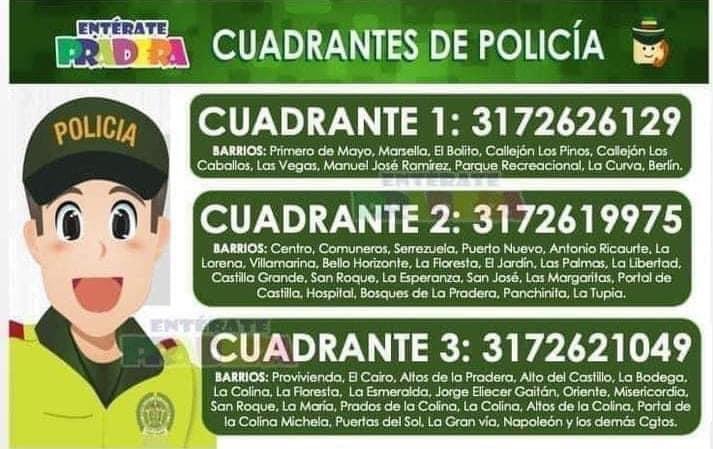 ENTÉRATE
PRADERA
CUADRANTES DE POLICÍA
POLICIA
CUADRANTE 1: 3172626129
BARRIOS: Primero de Mayo, Marsella, El Bolito, Callejón Los Pinos, Callejón Los
Caballos, Las Vegas, Manuel José Ramírez, Parque Recreacional, La Curva, Berlín.
ENTÉRATE
PRADERA
CUADRANTE 2: 3172619975
BARRIOS: Centro, Comuneros, Serrezuela, Puerto Nuevo, Antonio Ricaurte, La
Lorena, Villamarina, Bello Horizonte, La Floresta, El Jardín, Las Palmas, La Libertad,
Castilla Grande, San Roque, La Esperanza, San José, Las Margaritas, Portal de
Castilla, Hospital, Bosques de La Pradera, Panchinita, La Tupia.
ENTÉRATE
PRADERA
CUADRANTE 3: 3172621049
BARRIOS: Provivienda, El Cairo, Altos de la Pradera, Alto del Castillo, La Bodega,
La Colina, La Floresta, La Esmeralda, Jorge Eliecer Gaitán, Oriente, Misericordia,
San Roque, La María, Prados de la Colina, La Colina, Altos de la Colina, Portal de
la Colina Michela, Puertas del Sol, La Gran vía, Napoleón y los demás Cgtos.